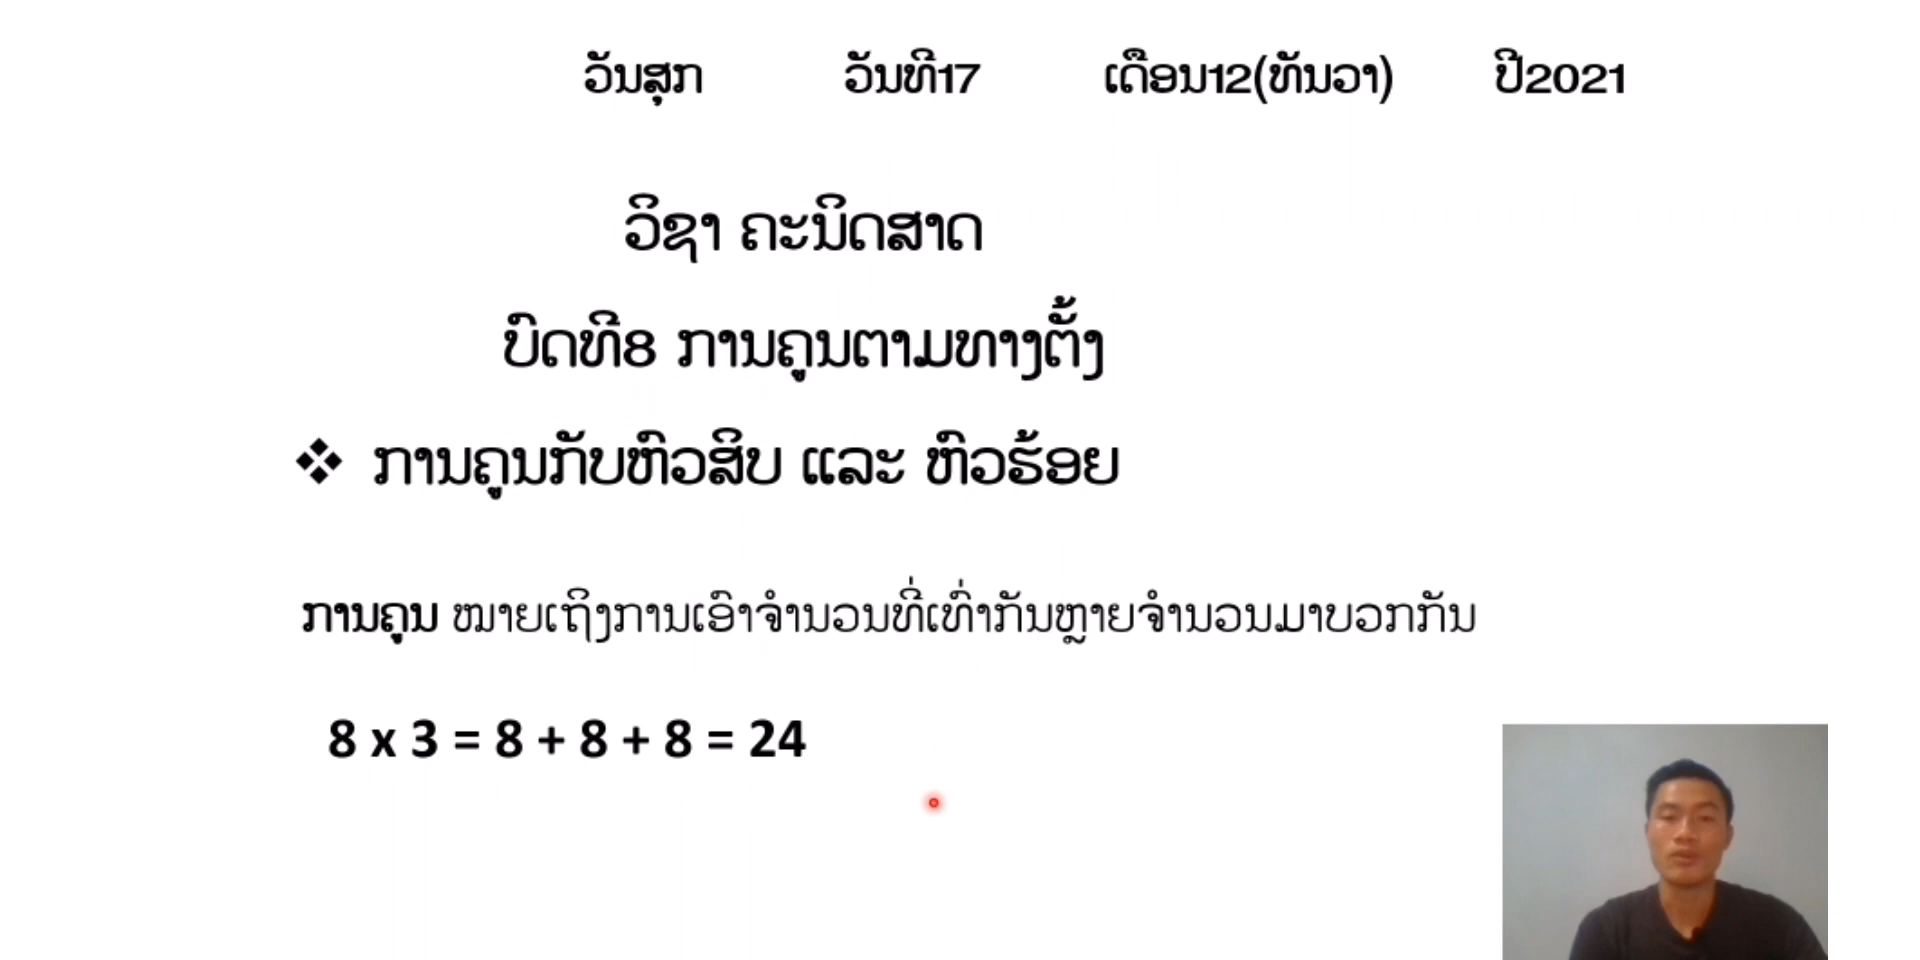 ວັນສຸກ ວັນທີ17 ເດືອນ12(ທັນວາ) ປີ2021
ວິຊາ ຄະນິດສາດ
ບົດທີ8 ການຄູນຕາມທາງຕັ້ງ
❖ ການຄູນກັບຫົວສິບ ແລະ ຫົວຮ້ອຍ
ການຄູນ ໝາຍເຖິງການເອົາຈຳນວນທີ່ເທົ່າກັນຫຼາຍຈຳນວນມາບວກກັນ
8 x 3 = 8 + 8 + 8 = 24